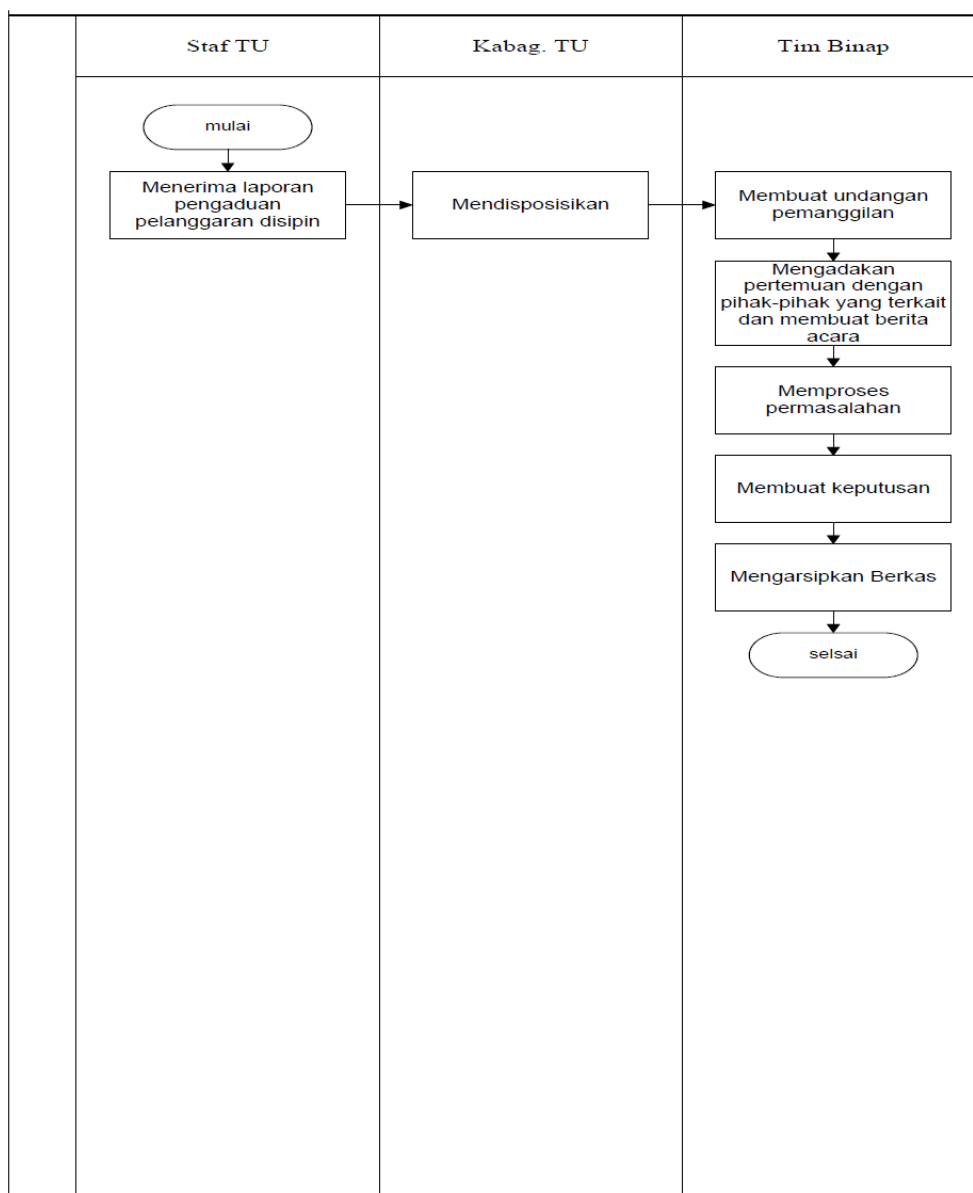 Staf TU
Kabag. TU
Tim Binap
mulai
Menerima laporan
pengaduan
pelanggaran disipin
Mendisposisikan
Membuat undangan
pemanggilan
Mengadakan
pertemuan dengan
pihak-pihak yang terkait
dan membuat berita
acara
Memproses
permasalahan
Membuat keputusan
Mengarsipkan Berkas
selsai